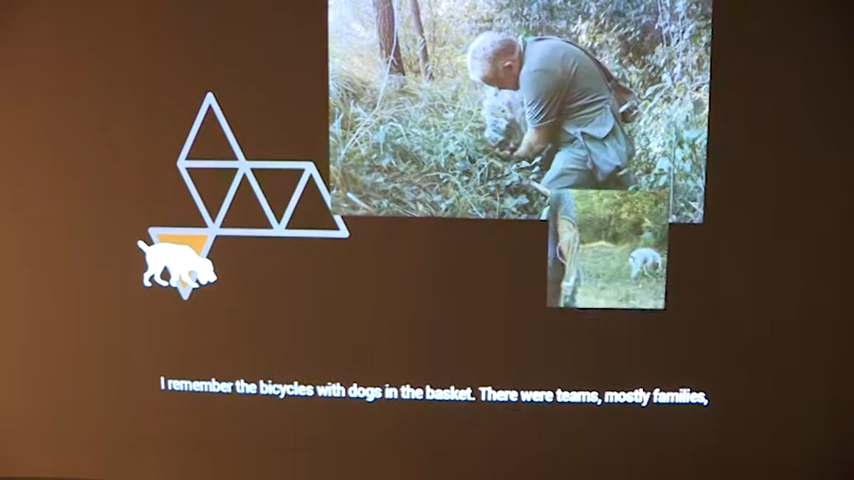 I remember the bicycles with dogs in the basket. There were teams, mostly families,